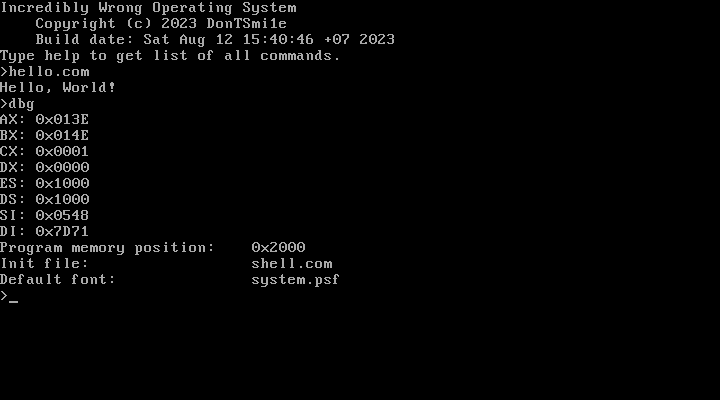 Incredibly Wrong Operating System
    Copyright (c) 2023 DonTSmi1e
    Build date: Sat Aug 12 15:40:46 +07 2023
Type help to get list of all commands.
>hello.com
Hello, World!
>dbg
AX: 0x013E
BX: 0x014E
CX: 0x0001
DX: 0x0000
ES: 0x1000
DS: 0x1000
SI: 0x0548
DI: 0x7D71
Program memory position:    0x2000
Init file:                  shell.com
Default font:               system.psf
>_